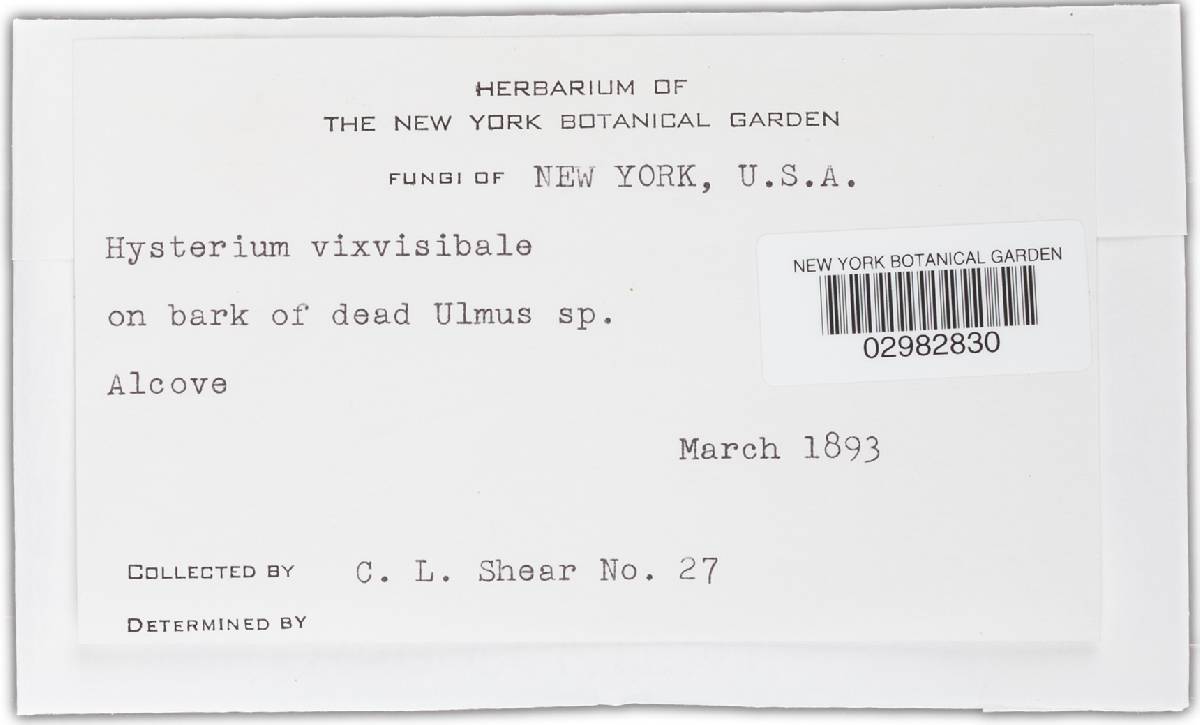 HERBARIUM OF
THE NEW YORK BOTANICAL GARDEN
FUNGI OF NEW YORK, U.S.A.
Hysterium vixvisibale
on bark of dead Ulmus sp.
Alcove
NEW YORK BOTANICAL GARDEN
02982830
March 1893
COLLECTED BY C. L. Shear No. 27
DETERMINED BY